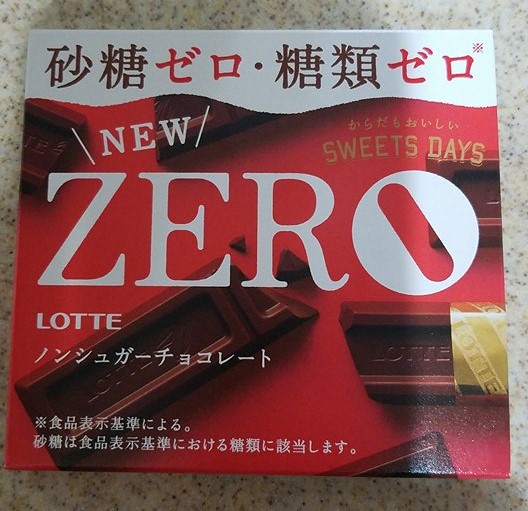 砂糖ゼロ・糖類ゼロ※
NEW
からだもおいしい
SWEETS DAYS
ZERO
LOTTE
ノンシュガーチョコレート
LOTTE
LOTTE
LOTTE
※食品表示基準による。
砂糖は食品表示基準における糖類に該当します。